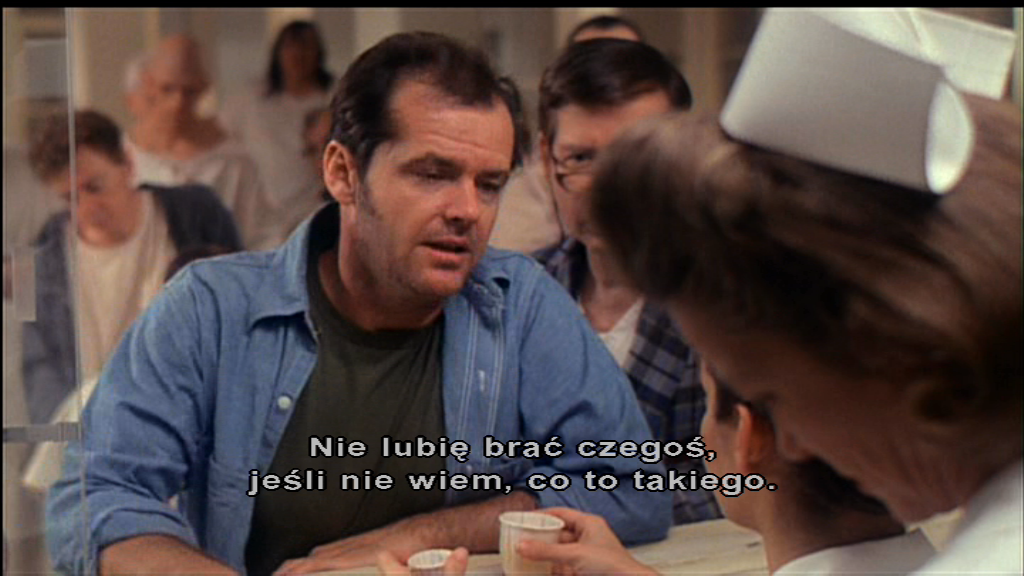 Nie lubię brać czegoś,
jeśli nie wiem, co to takiego.